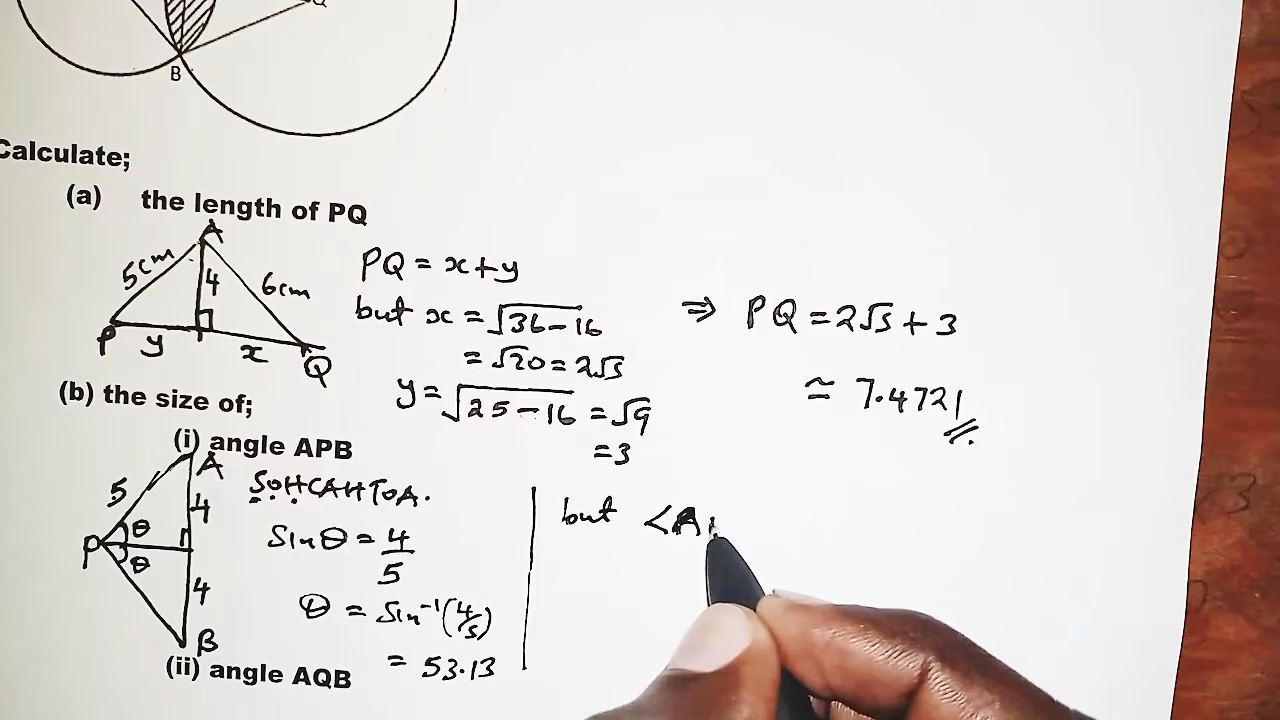 B
Calculate;
(a) the length of PQ
A
5cm
4
6cm
P
y
x
Q
PQ = x+y
but x = √36-16
= √20 = 2√5
y = √25-16 = √9
= 3
⇒ PQ = 2√5 + 3
≈ 7.4721
(b) the size of;
(i) angle APB
A
5
4
θ
P
θ
4
B
SOHCAHTOA.
Sinθ = 4/5
θ = Sin⁻¹(4/5)
= 53.13
but <A
(ii) angle AQB